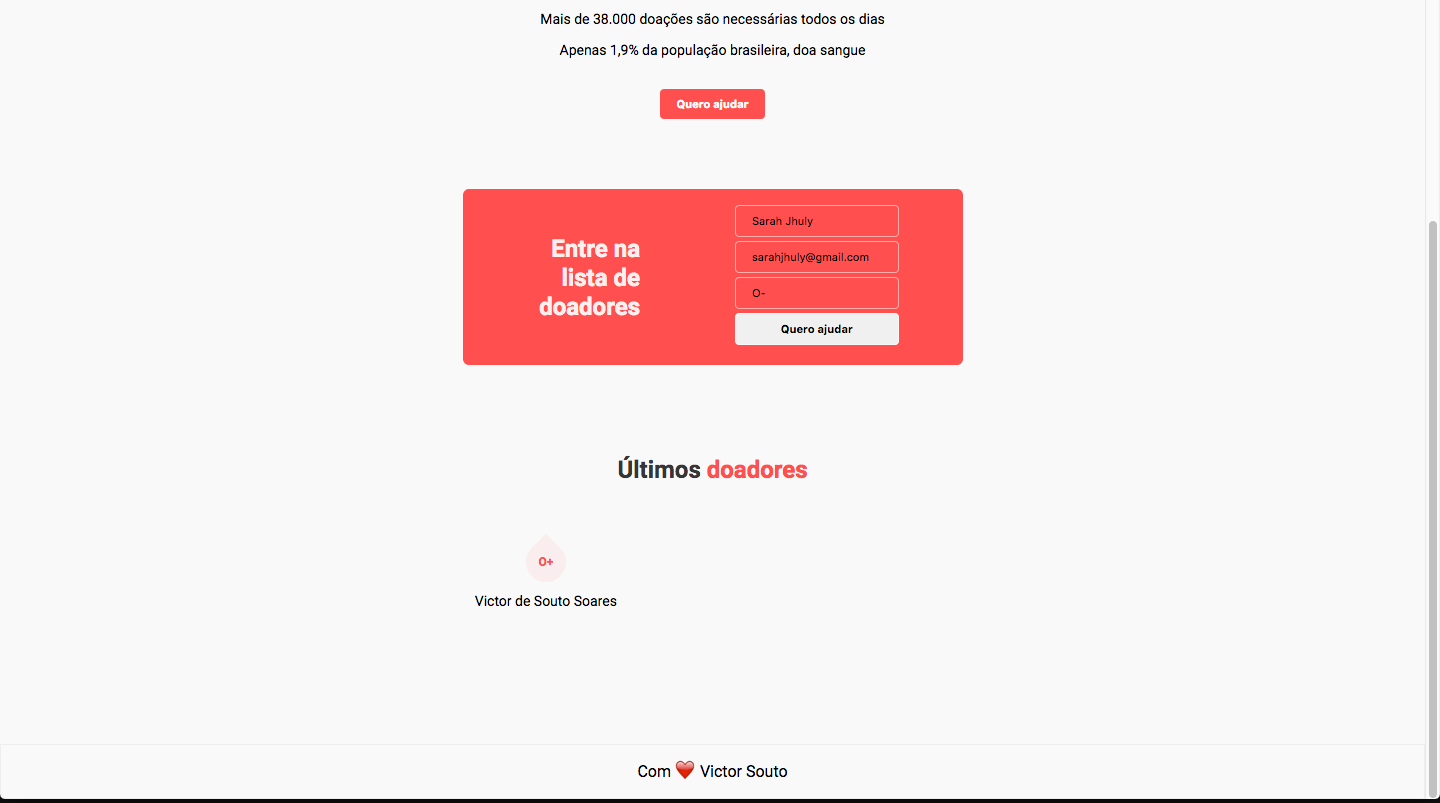 Mais de 38.000 doações são necessárias todos os dias
Apenas 1,9% da população brasileira, doa sangue
Quero ajudar
Entre na
lista de
doadores
Sarah Jhuly
sarahjhuly@gmail.com
O-
Quero ajudar
Últimos doadores
O+
Victor de Souto Soares
Com ❤️ Victor Souto